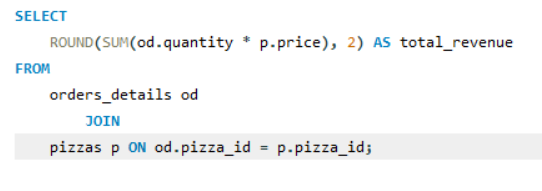 SELECT
ROUND(SUM(od.quantity * p.price), 2) AS total_revenue
FROM
orders_details od
JOIN
pizzas p ON od.pizza_id = p.pizza_id;